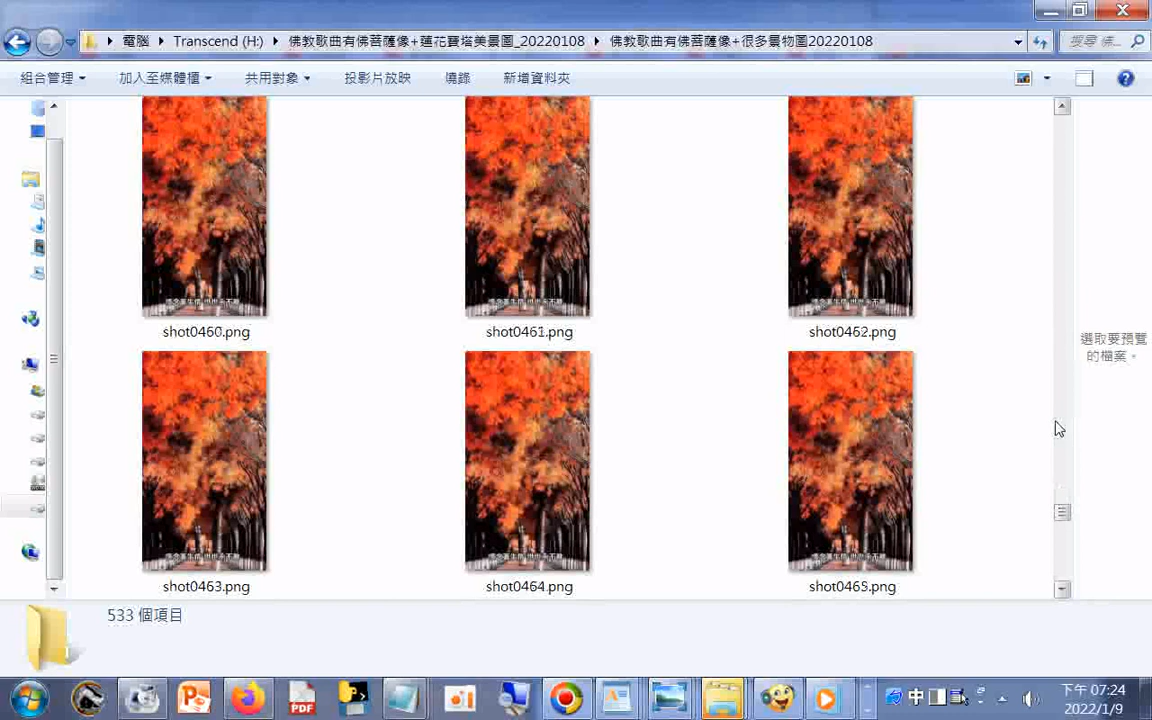 電腦 Transcend (H:) 佛教歌曲有佛菩薩像+蓮花寶塔美景圖_20220108 佛教歌曲有佛菩薩像+很多景物圖20220108
搜尋 佛...
組合管理 加入至媒體櫃 共用對象 投影片放映 燒錄 新增資料夾
shot0460.png shot0461.png shot0462.png
選取要預覽
的檔案。
shot0463.png shot0464.png shot0465.png
533 個項目
PDF
中
下午 07:24
2022/1/9